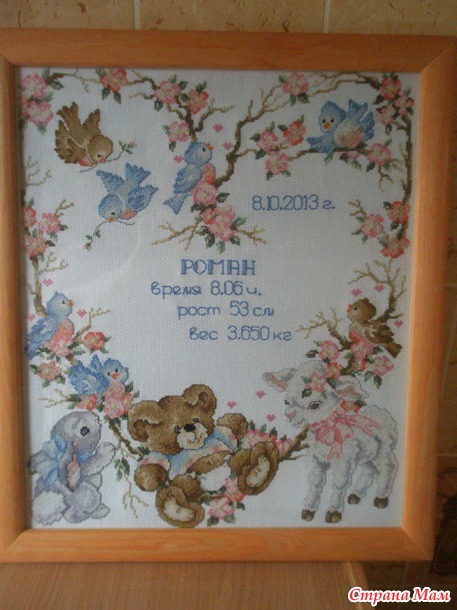 8.10.2013 г.
РОМАН
время 8.06 ч.
рост 53 см
вес 3.650 кг
Страна Мам